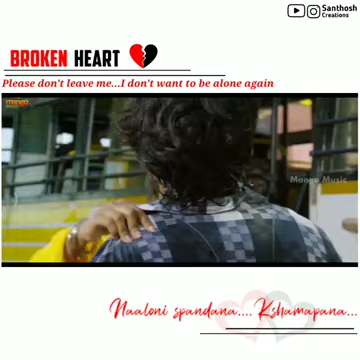 Santhosh
Creations
BROKEN HEART
Please don't leave me...I don't want to be alone again
mango
Mango Music
Naaloni spandana.... Kshamapana...